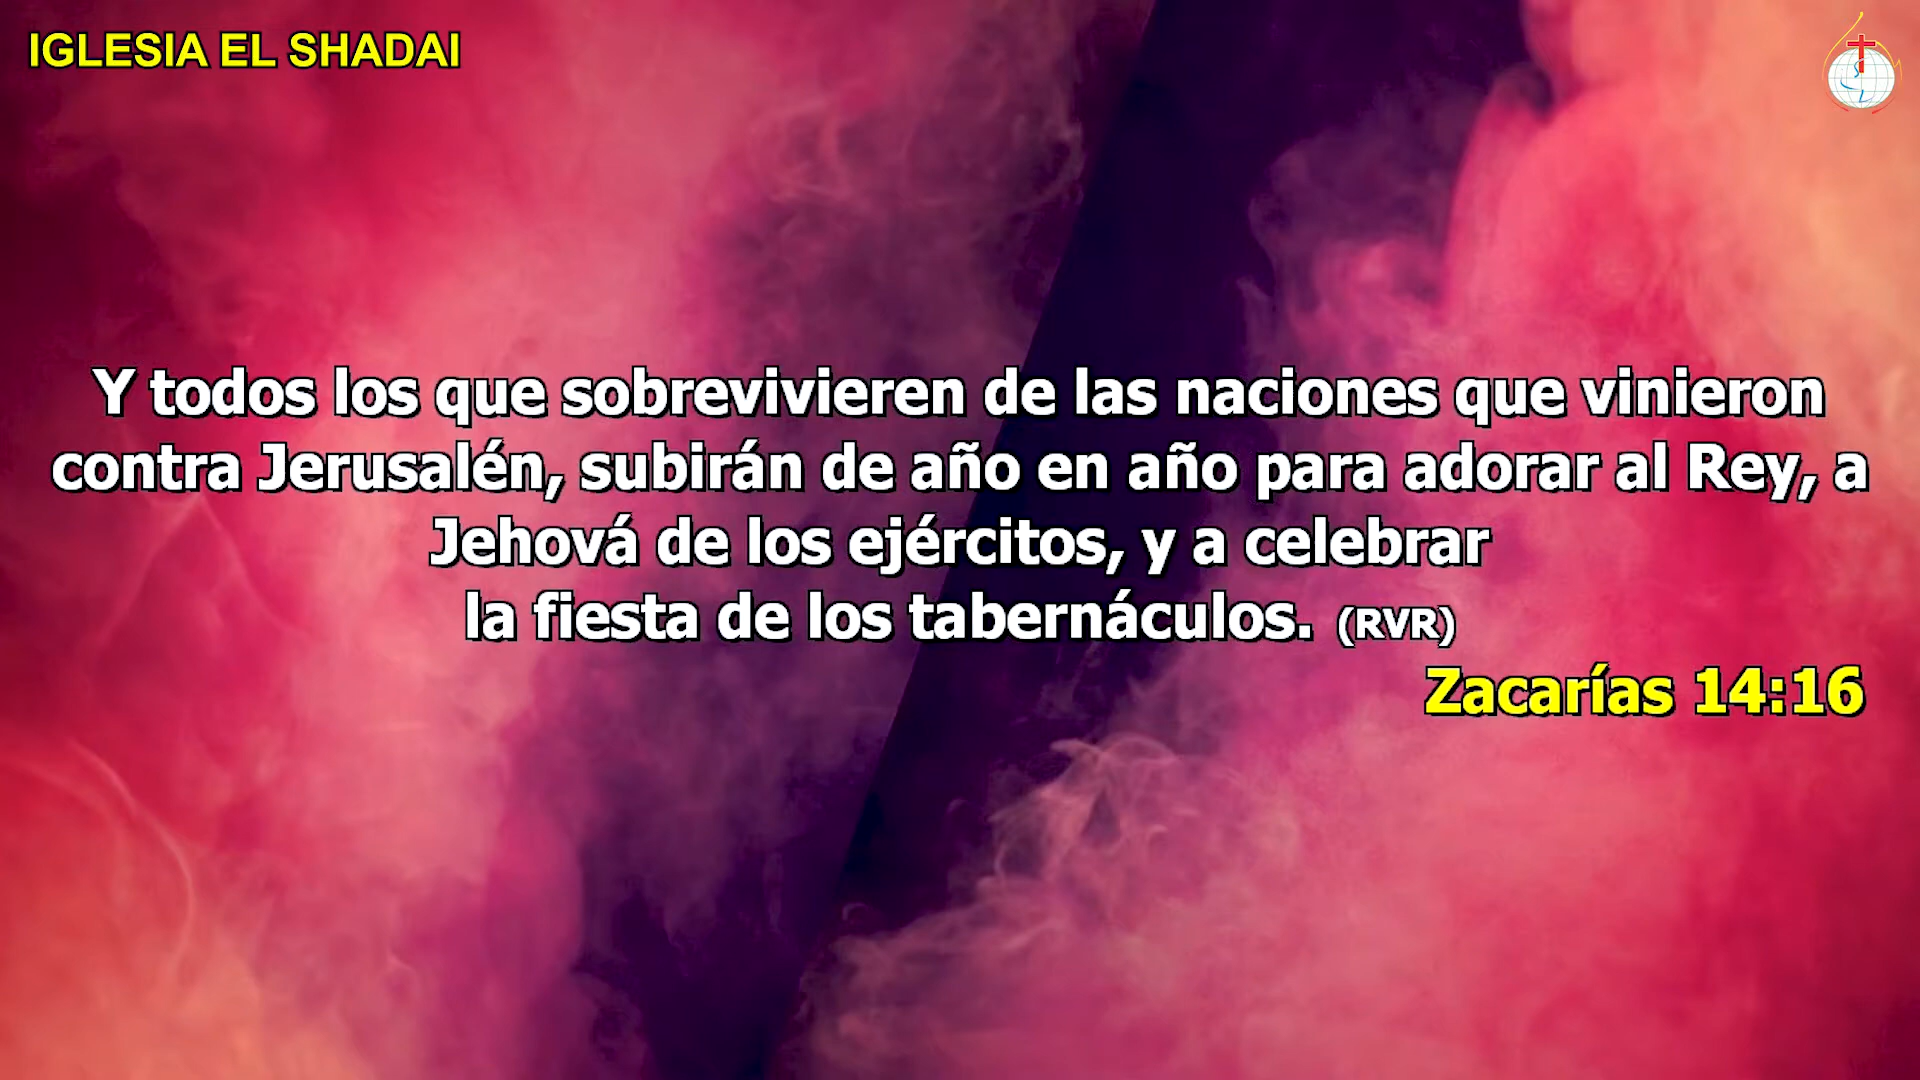 IGLESIA EL SHADAI
Y todos los que sobrevivieren de las naciones que vinieron
contra Jerusalén, subirán de año en año para adorar al Rey, a
Jehová de los ejércitos, y a celebrar
la fiesta de los tabernáculos. (RVR)
Zacarías 14:16